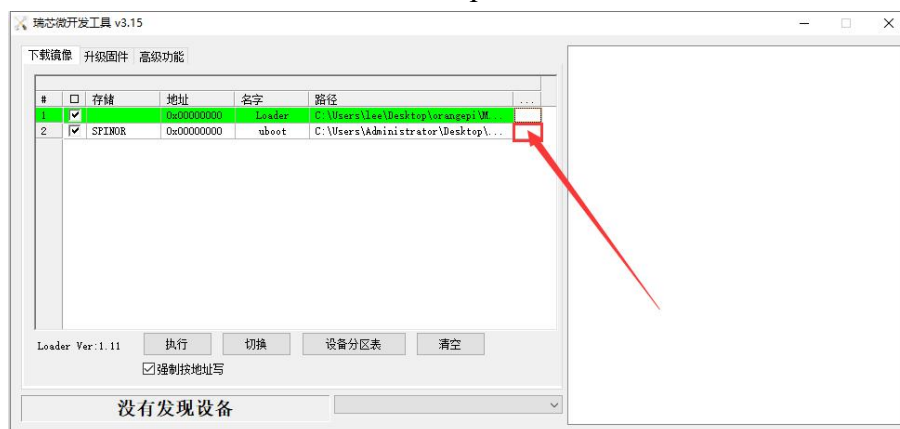 瑞芯微开发工具 v3.15
下载镜像 升级固件 高级功能
# 存储 地址 名字 路径 ...
1 0x00000000 Loader C:\Users\lee\Desktop\orangepi\M...
2 SPINOR 0x00000000 uboot C:\Users\Administrator\Desktop\...
Loader Ver:1.11 执行 切换 设备分区表 清空
强制按地址写
没有发现设备